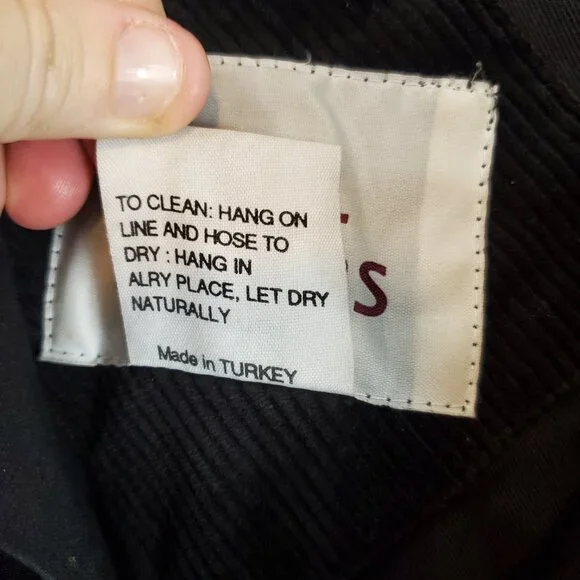 TO CLEAN: HANG ON
LINE AND HOSE TO
DRY : HANG IN
ALRY PLACE, LET DRY
NATURALLY
Made in TURKEY
S